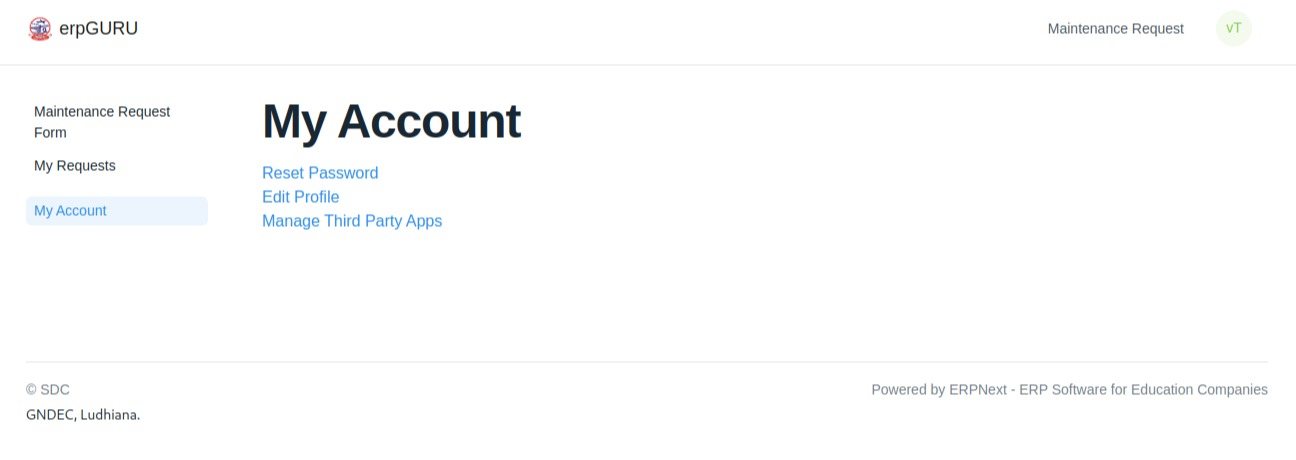 erpGURU
Maintenance Request
vT
Maintenance Request
Form
My Requests
My Account
My Account
Reset Password
Edit Profile
Manage Third Party Apps
© SDC
Powered by ERPNext - ERP Software for Education Companies
GNDEC, Ludhiana.